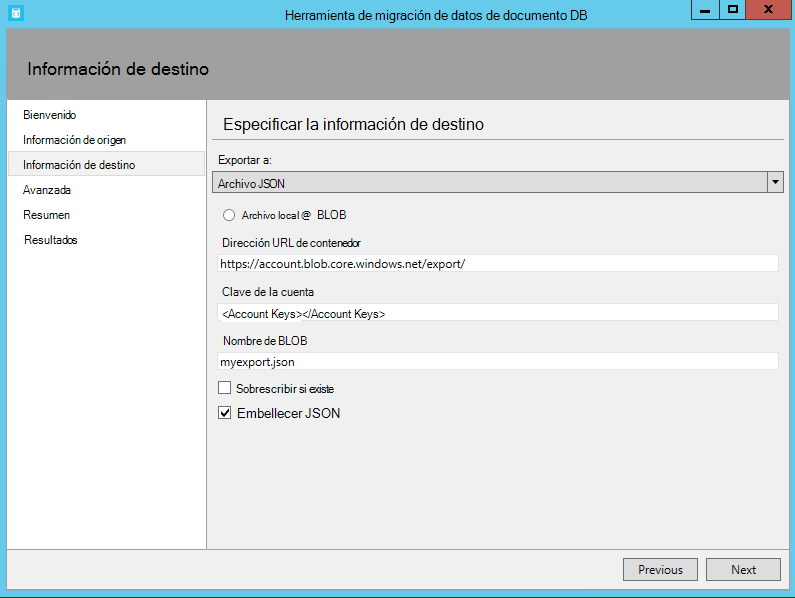 Herramienta de migración de datos de documento DB
Información de destino
Bienvenido
Información de origen
Información de destino
Avanzada
Resumen
Resultados
Especificar la información de destino
Exportar a:
Archivo JSON
Archivo local @ BLOB
Dirección URL de contenedor
https://account.blob.core.windows.net/export/
Clave de la cuenta
<Account Keys></Account Keys>
Nombre de BLOB
myexport.json
Sobrescribir si existe
Embellecer JSON
Previous Next